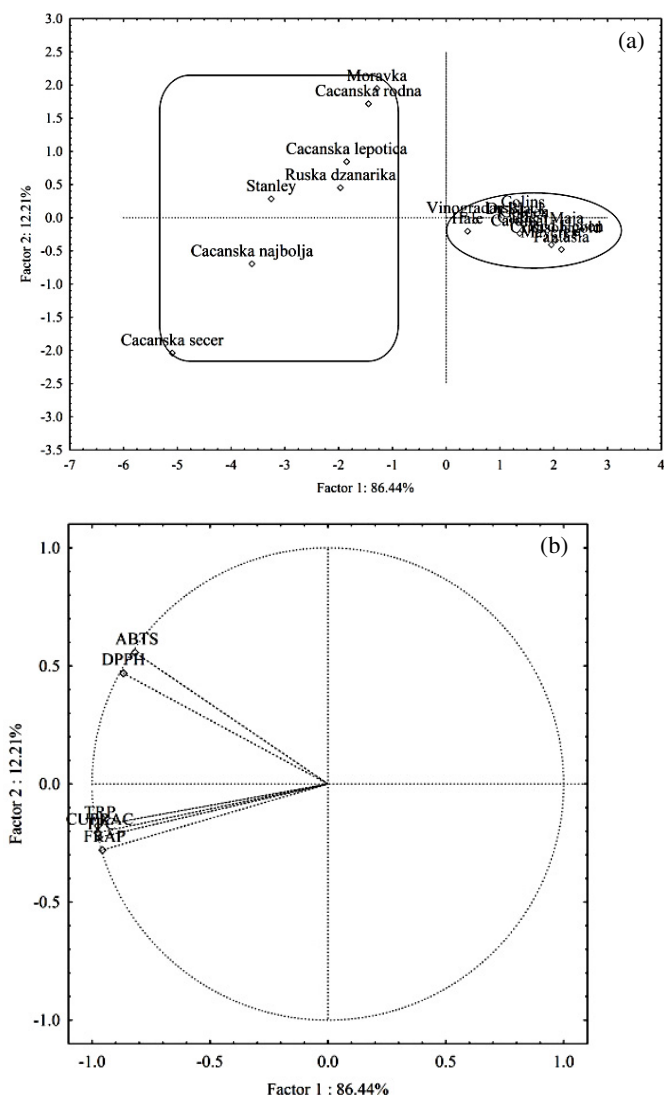 (a)
3.0
2.5
2.0
1.5
1.0
0.5
0.0
-0.5
-1.0
-1.5
-2.0
-2.5
-3.0
-3.5
Factor 2: 12.21%
Moravka
Cacanska rodna
Cacanska lepotica
Ruska dzanarika
Stanley
Cacanska najbolja
Cacanska secer
Colins
Hale
Maja
Fantasia
-7 -6 -5 -4 -3 -2 -1 0 1 2 3 4
Factor 1: 86.44%
(b)
1.0
0.5
0.0
-0.5
-1.0
Factor 2 : 12.21%
ABTS
DPPH
TRP
CUPRAC
FRAP
-1.0 -0.5 0.0 0.5 1.0
Factor 1 : 86.44%